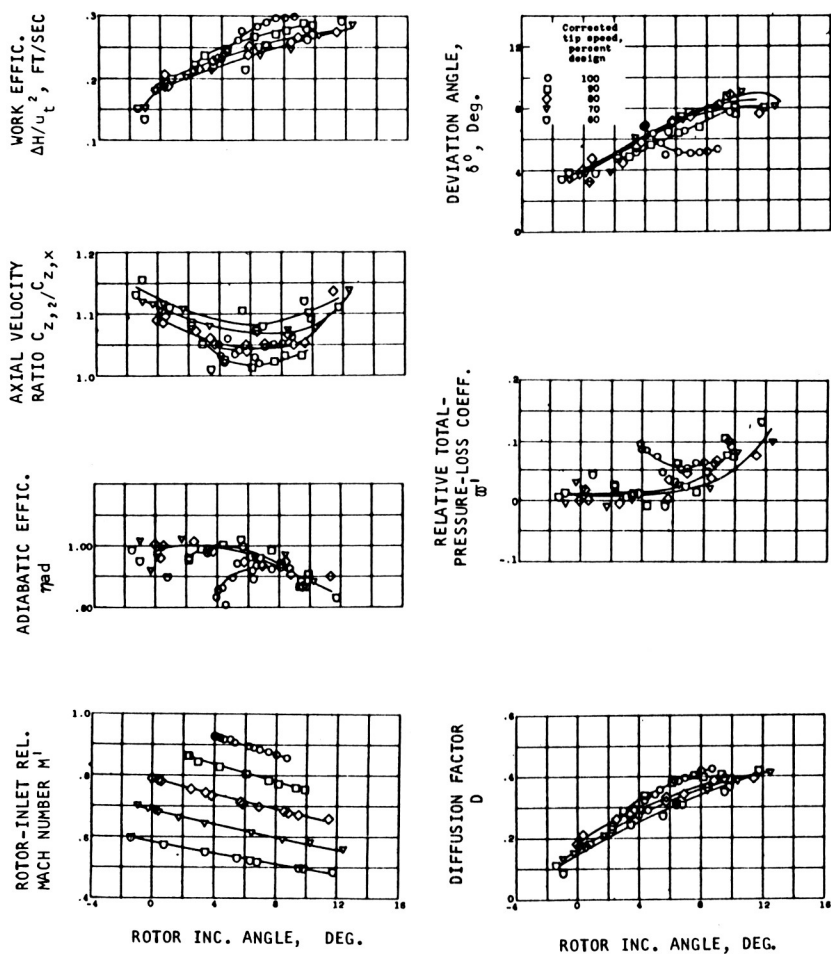 WORK EFFIC.
ΔH/u_t^2, FT/SEC
.3
.2
.1
DEVIATION ANGLE,
δ°, Deg.
Corrected
tip speed,
percent
design
100
90
80
70
60
12
8
4
0
AXIAL VELOCITY
RATIO C_z,2/C_z,x
1.2
1.1
1.0
RELATIVE TOTAL-
PRESSURE-LOSS COEFF.
ϖ'
.2
.1
0
-.1
ADIABATIC EFFIC.
ηad
1.00
.80
ROTOR-INLET REL.
MACH NUMBER M'
1.0
.8
.6
.4
-4 0 4 8 12 16
ROTOR INC. ANGLE, DEG.
DIFFUSION FACTOR
D
.6
.4
.2
0
-4 0 4 8 12 16
ROTOR INC. ANGLE, DEG.